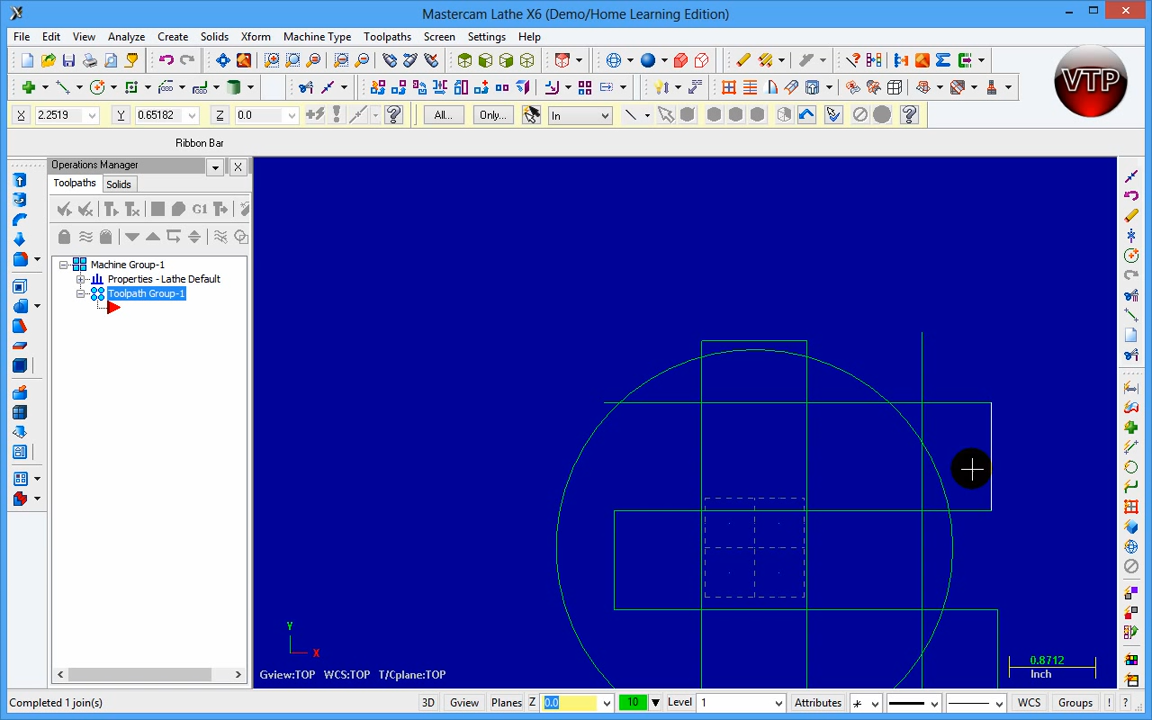 Mastercam Lathe X6 (Demo/Home Learning Edition)
File Edit View Analyze Create Solids Xform Machine Type Toolpaths Screen Settings Help
VTP
X 2.2519 Y 0.65182 Z 0.0 All... Only... In
Ribbon Bar
Operations Manager
Toolpaths Solids
G1
Machine Group-1
Properties - Lathe Default
Toolpath Group-1
Y
X
Gview:TOP WCS:TOP T/Cplane:TOP
0.8712
Inch
Completed 1 join(s) 3D Gview Planes Z 0.0 10 Level 1 Attributes WCS Groups ! ?